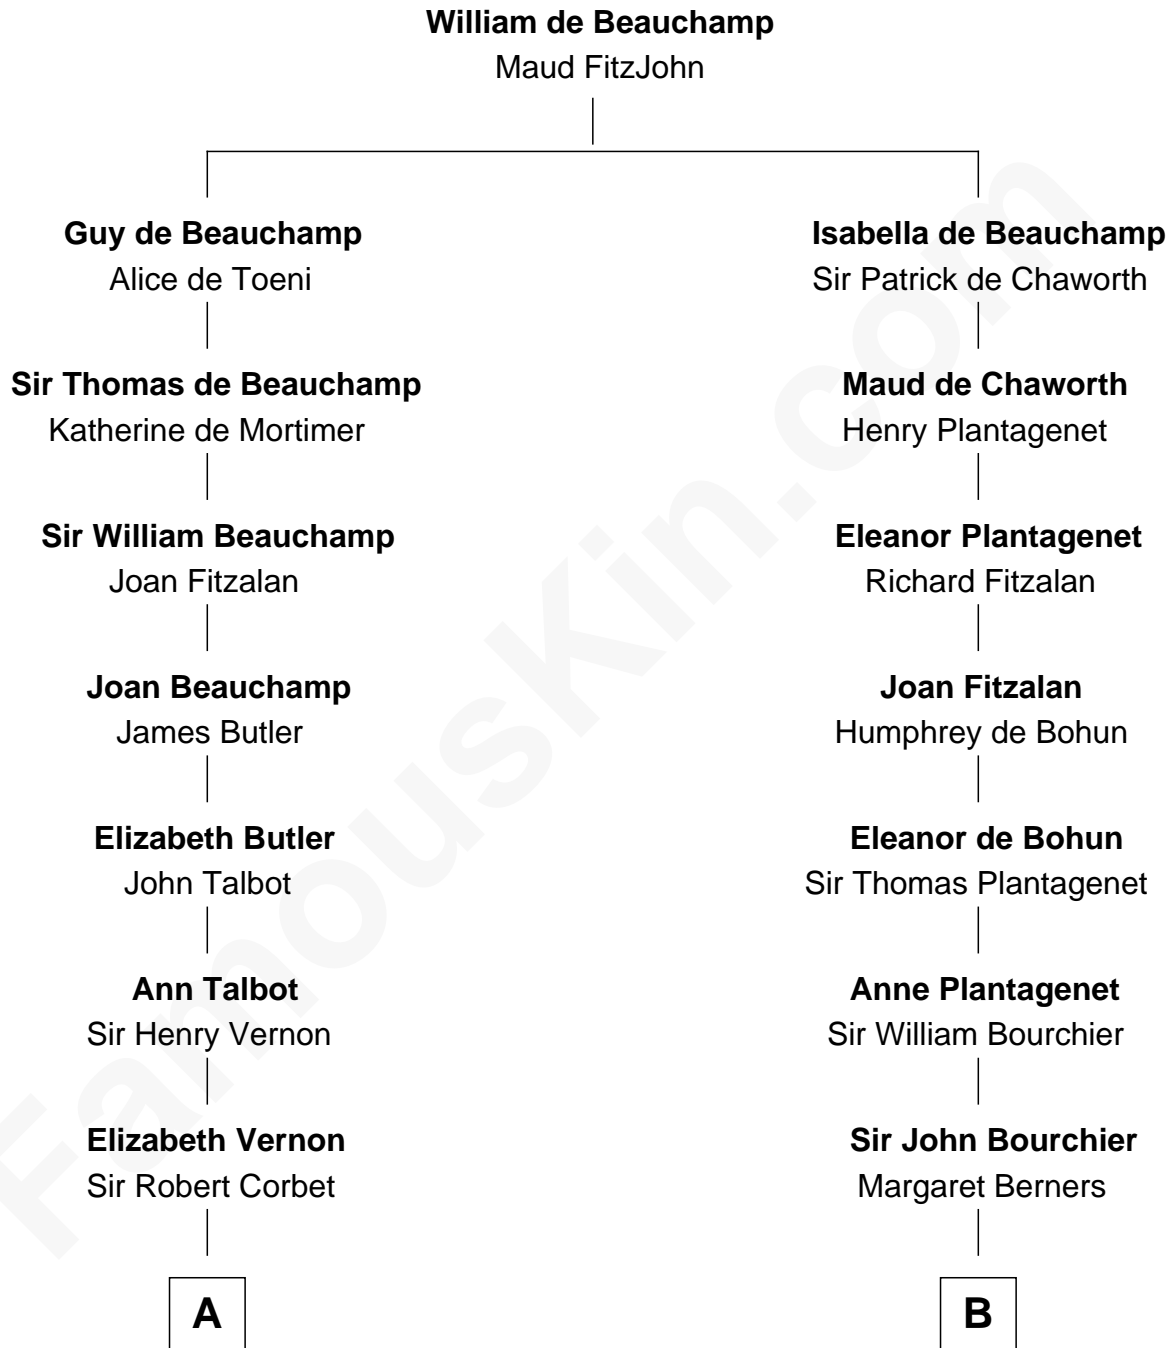 William de Beauchamp
Maud FitzJohn
Guy de Beauchamp
Alice de Toeni
Isabella de Beauchamp
Sir Patrick de Chaworth
Sir Thomas de Beauchamp
Katherine de Mortimer
Maud de Chaworth
Henry Plantagenet
Sir William Beauchamp
Joan Fitzalan
Eleanor Plantagenet
Richard Fitzalan
Joan Beauchamp
James Butler
Joan Fitzalan
Humphrey de Bohun
Elizabeth Butler
John Talbot
Eleanor de Bohun
Sir Thomas Plantagenet
Ann Talbot
Sir Henry Vernon
Anne Plantagenet
Sir William Bourchier
Elizabeth Vernon
Sir Robert Corbet
Sir John Bourchier
Margaret Berners
A
B
FamousKin.com